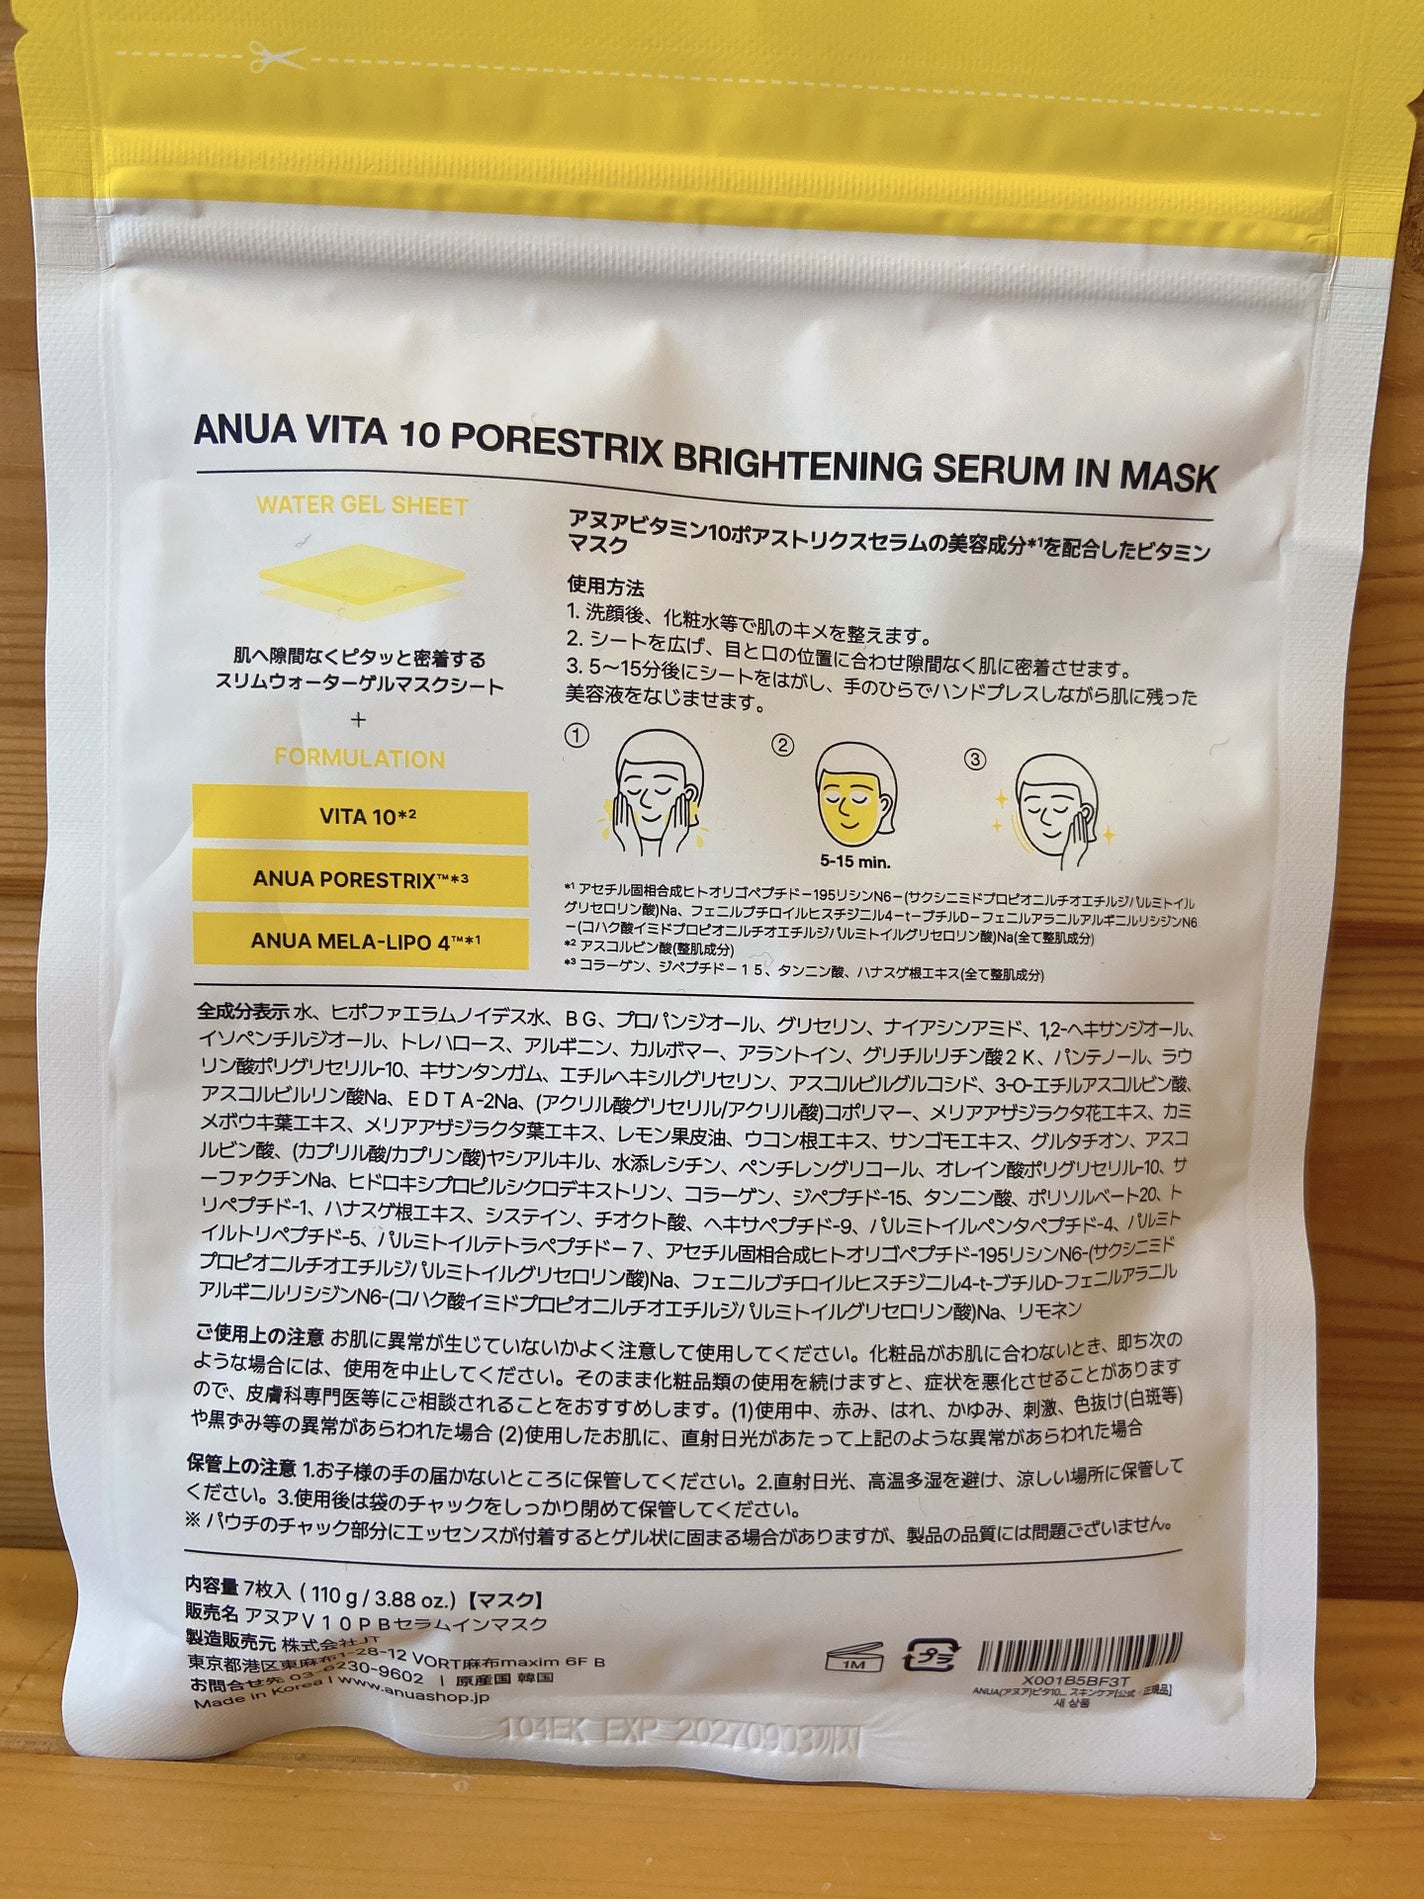 ANUA VITA 10 PORESTRIX BRIGHTENING SERUM IN MASK
WATER GEL SHEET
肌へ隙間なくピタッと密着する
スリムウォーターゲルマスクシート
+
FORMULATION
VITA 10*2
ANUA PORESTRIX™*3
ANUA MELA-LIPO 4™*1
アヌアビタミン10ポアストリクスセラムの美容成分*1を配合したビタミン
マスク
使用方法
1. 洗顔後、化粧水等で肌のキメを整えます。
2. シートを広げ、目と口の位置に合わせ隙間なく肌に密着させます。
3. 5〜15分後にシートをはがし、手のひらでハンドプレスしながら肌に残った
美容液をなじませます。
① ② ③
5-15 min.
*1 アセチル固相合成ヒトオリゴペプチドー195リシンN6ー(サクシニミドプロピオニルチオエチルジパルミトイル
グリセロリン酸)Na、フェニルブチロイルヒスチジニル4ーtーブチルDーフェニルアラニルアルギニルリシジンN6
ー(コハク酸イミドプロピオニルチオエチルジパルミトイルグリセロリン酸)Na(全て整肌成分)
*2 アスコルビン酸(整肌成分)
*3 コラーゲン、ジペプチドー１５、タンニン酸、ハナスゲ根エキス(全て整肌成分)
全成分表示 水、ヒポファエラムノイデス水、ＢＧ、プロパンジオール、グリセリン、ナイアシンアミド、1,2-ヘキサンジオール、
イソペンチルジオール、トレハロース、アルギニン、カルボマー、アラントイン、グリチルリチン酸２Ｋ、パンテノール、ラウ
リン酸ポリグリセリル-10、キサンタンガム、エチルヘキシルグリセリン、アスコルビルグルコシド、3-O-エチルアスコルビン酸、
アスコルビルリン酸Na、ＥＤＴＡ-2Na、(アクリル酸グリセリル/アクリル酸)コポリマー、メリアアザジラクタ花エキス、カミ
メボウキ葉エキス、メリアアザジラクタ葉エキス、レモン果皮油、ウコン根エキス、サンゴモエキス、グルタチオン、アスコ
ルビン酸、(カプリル酸/カプリン酸)ヤシアルキル、水添レシチン、ペンチレングリコール、オレイン酸ポリグリセリル-10、サ
ーファクチンNa、ヒドロキシプロピルシクロデキストリン、コラーゲン、ジペプチド-15、タンニン酸、ポリソルベート20、ト
リペプチド-1、ハナスゲ根エキス、システイン、チオクト酸、ヘキサペプチド-9、パルミトイルペンタペプチド-4、パルミト
イルトリペプチド-5、パルミトイルテトラペプチドー７、アセチル固相合成ヒトオリゴペプチド-195リシンN6-(サクシニミド
プロピオニルチオエチルジパルミトイルグリセロリン酸)Na、フェニルブチロイルヒスチジニル4-t-ブチルD-フェニルアラニル
アルギニルリシジンN6-(コハク酸イミドプロピオニルチオエチルジパルミトイルグリセロリン酸)Na、リモネン
ご使用上の注意 お肌に異常が生じていないかよく注意して使用してください。化粧品がお肌に合わないとき、即ち次の
ような場合には、使用を中止してください。そのまま化粧品類の使用を続けますと、症状を悪化させることがあります
ので、皮膚科専門医等にご相談されることをおすすめします。(1)使用中、赤み、はれ、かゆみ、刺激、色抜け(白斑等)
や黒ずみ等の異常があらわれた場合 (2)使用したお肌に、直射日光があたって上記のような異常があらわれた場合
保管上の注意 1.お子様の手の届かないところに保管してください。2.直射日光、高温多湿を避け、涼しい場所に保管して
ください。3.使用後は袋のチャックをしっかり閉めて保管してください。
※ パウチのチャック部分にエッセンスが付着するとゲル状に固まる場合がありますが、製品の品質には問題ございません。
内容量 7枚入 ( 110 g / 3.88 oz.)【マスク】
販売名 アヌアＶ１０ＰＢセラムインマスク
製造販売元 株式会社JT
東京都港区東麻布1-28-12 VORT麻布maxim 6F B
お問合せ先 03-6230-9602 | 原産国 韓国
Made in Korea | www.anuashop.jp
1M
プラ
X001B5BF3T
ANUA(アヌア)ビタ10... スキンケア[公式・正規品]
새 상품
104EK EXP 20270903까지